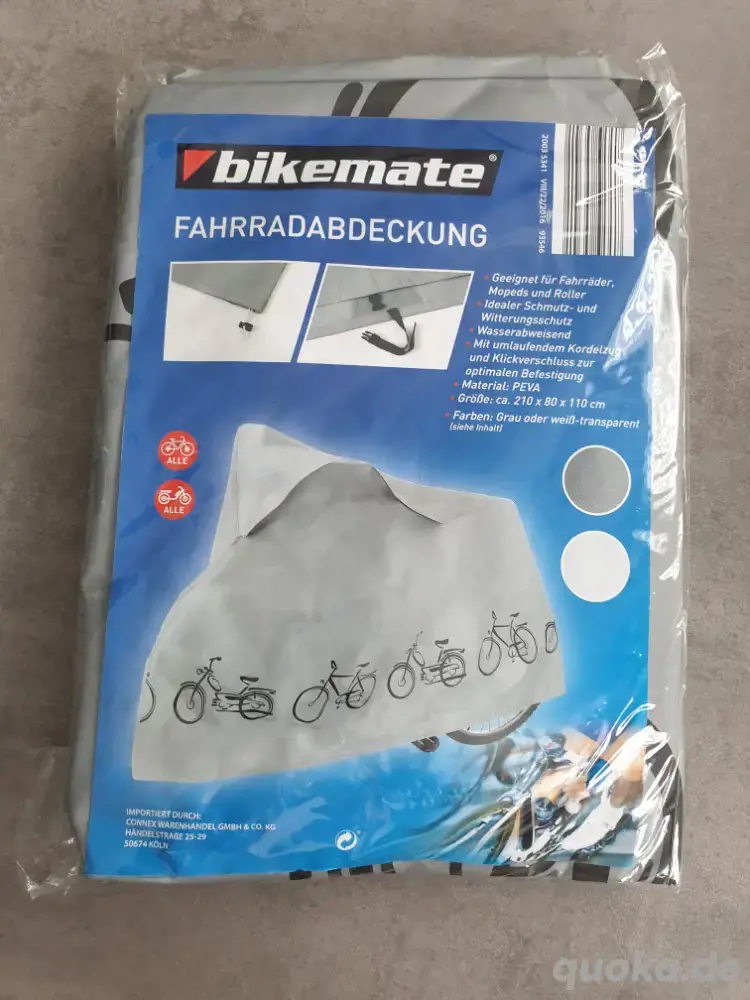 bikemate®
FAHRRADABDECKUNG
2003 5341 VIII/22/2016 93546
Geeignet für Fahrräder,
Mopeds und Roller
Idealer Schmutz- und
Witterungsschutz
Wasserabweisend
Mit umlaufendem Kordelzug
und Klickverschluss zur
optimalen Befestigung
Material: PEVA
Größe: ca. 210 x 80 x 110 cm
Farben: Grau oder weiß-transparent
(siehe Inhalt)
ALLE
ALLE
IMPORTIERT DURCH:
CONNEX WARENHANDEL GMBH & CO. KG
HÄNDELSTRAßE 25-29
50674 KÖLN
quoka.de